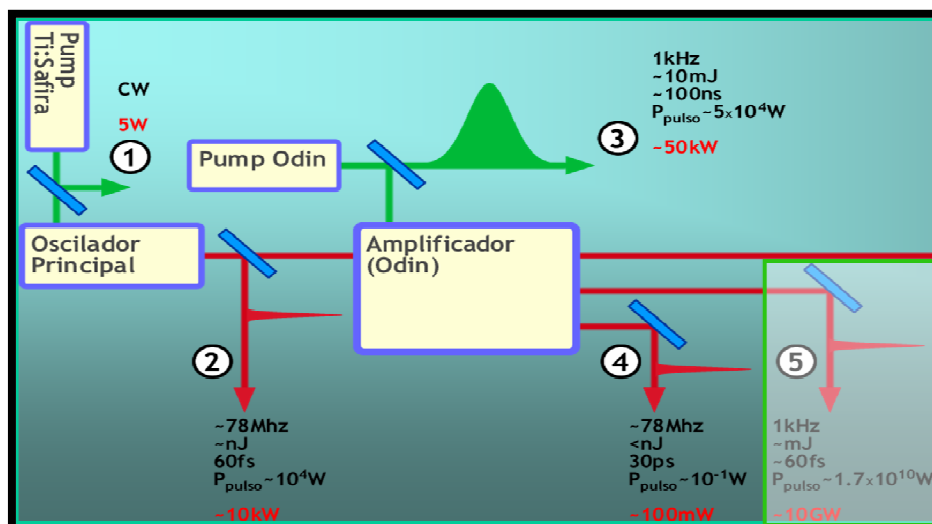 Pump
Ti:Safira
CW
5W
1
Pump Odin
1kHz
~10mJ
~100ns
Ppulso~5x10⁴W
~50kW
3
Oscilador
Principal
Amplificador
(Odin)
2
~78Mhz
~nJ
60fs
Ppulso~10⁴W
~10kW
4
~78Mhz
<nJ
30ps
Ppulso~10⁻¹W
~100mW
5
1kHz
~mJ
~60fs
Ppulso~1.7x10¹⁰W
~10GW